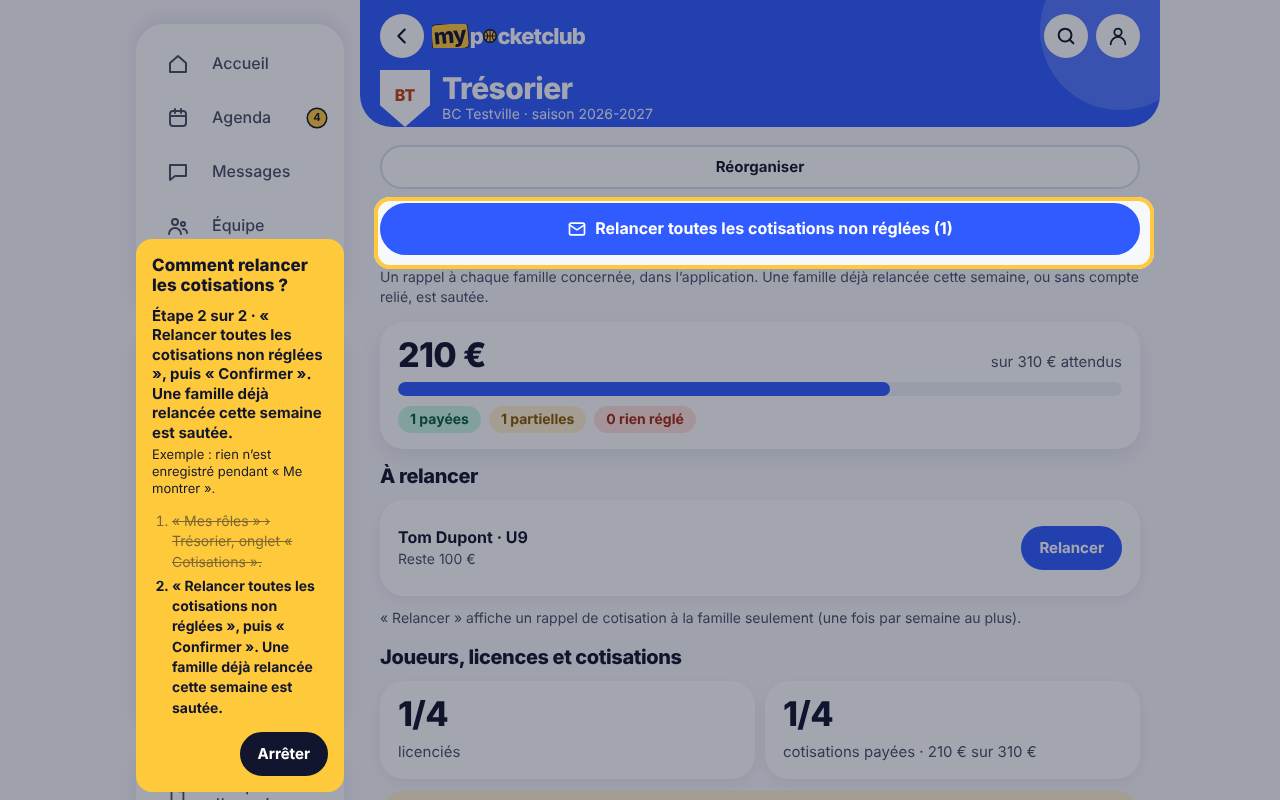 Accueil
Agenda
4
Messages
Équipe
Comment relancer
les cotisations ?
Étape 2 sur 2 · «
Relancer toutes les
cotisations non réglées
», puis « Confirmer ».
Une famille déjà
relancée cette semaine
est sautée.
Exemple : rien n’est
enregistré pendant « Me
montrer ».
1. « Mes rôles » ›
Trésorier, onglet «
Cotisations ».
2. « Relancer toutes les
cotisations non
réglées », puis «
Confirmer ». Une
famille déjà relancée
cette semaine est
sautée.
Arrêter
mypocketclub
BT
Trésorier
BC Testville · saison 2026-2027
Réorganiser
Relancer toutes les cotisations non réglées (1)
Un rappel à chaque famille concernée, dans l’application. Une famille déjà relancée cette semaine, ou sans compte
relié, est sautée.
210 €
sur 310 € attendus
1 payées
1 partielles
0 rien réglé
À relancer
Tom Dupont · U9
Reste 100 €
Relancer
« Relancer » affiche un rappel de cotisation à la famille seulement (une fois par semaine au plus).
Joueurs, licences et cotisations
1/4
licenciés
1/4
cotisations payées · 210 € sur 310 €